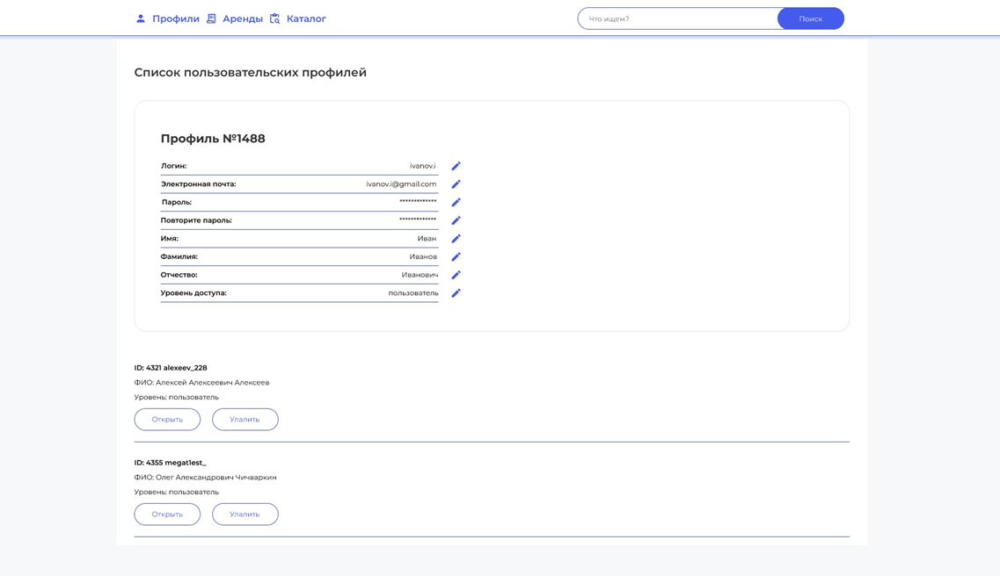 Профили Аренды Каталог Что ищем? Поиск
Список пользовательских профилей
Профиль №1488
Логин: ivanov.i
Электронная почта: ivanov.i@gmail.com
Пароль: *************
Повторите пароль: *************
Имя: Иван
Фамилия: Иванов
Отчество: Иванович
Уровень доступа: пользователь
ID: 4321 alexeev_228
ФИО: Алексей Алексеевич Алексеев
Уровень: пользователь
Открыть Улалить
ID: 4355 megat1est_
ФИО: Олег Александрович Чичваркин
Уровень: пользователь
Открыть Улалить